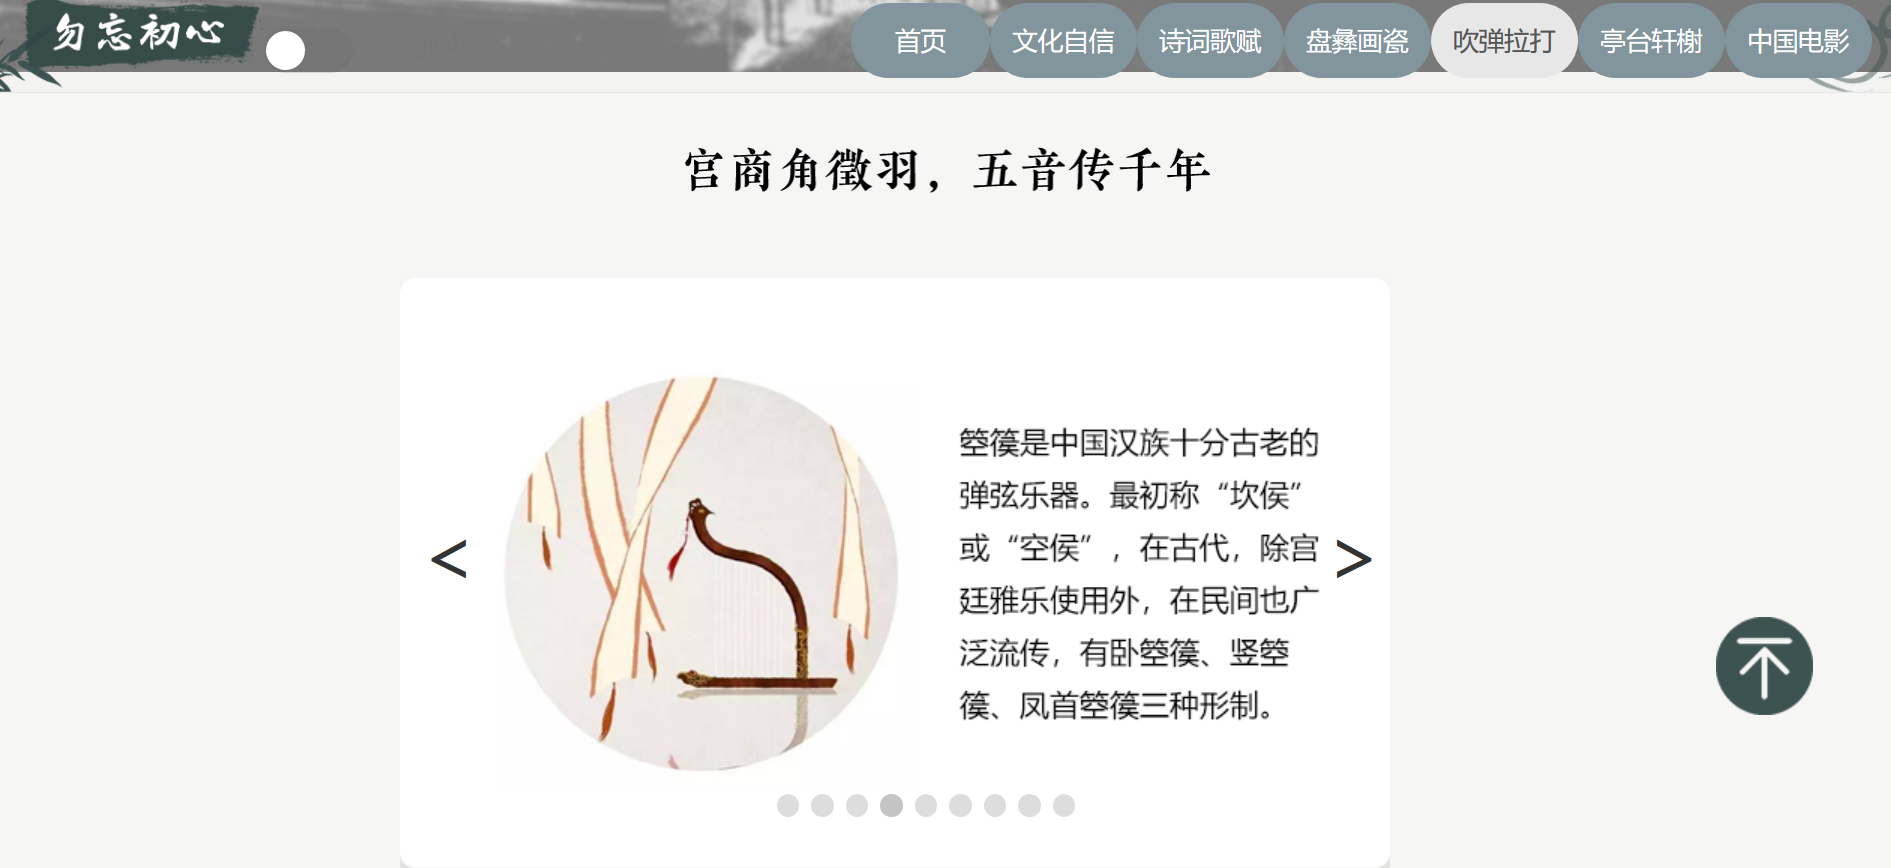 勿忘初心
首页 文化自信 诗词歌赋 盘彝画瓷 吹弹拉打 亭台轩榭 中国电影
宫商角徵羽，五音传千年
箜篌是中国汉族十分古老的
弹弦乐器。最初称“坎侯”
或“空侯”，在古代，除宫
廷雅乐使用外，在民间也广
泛流传，有卧箜篌、竖箜
篌、凤首箜篌三种形制。
<
>